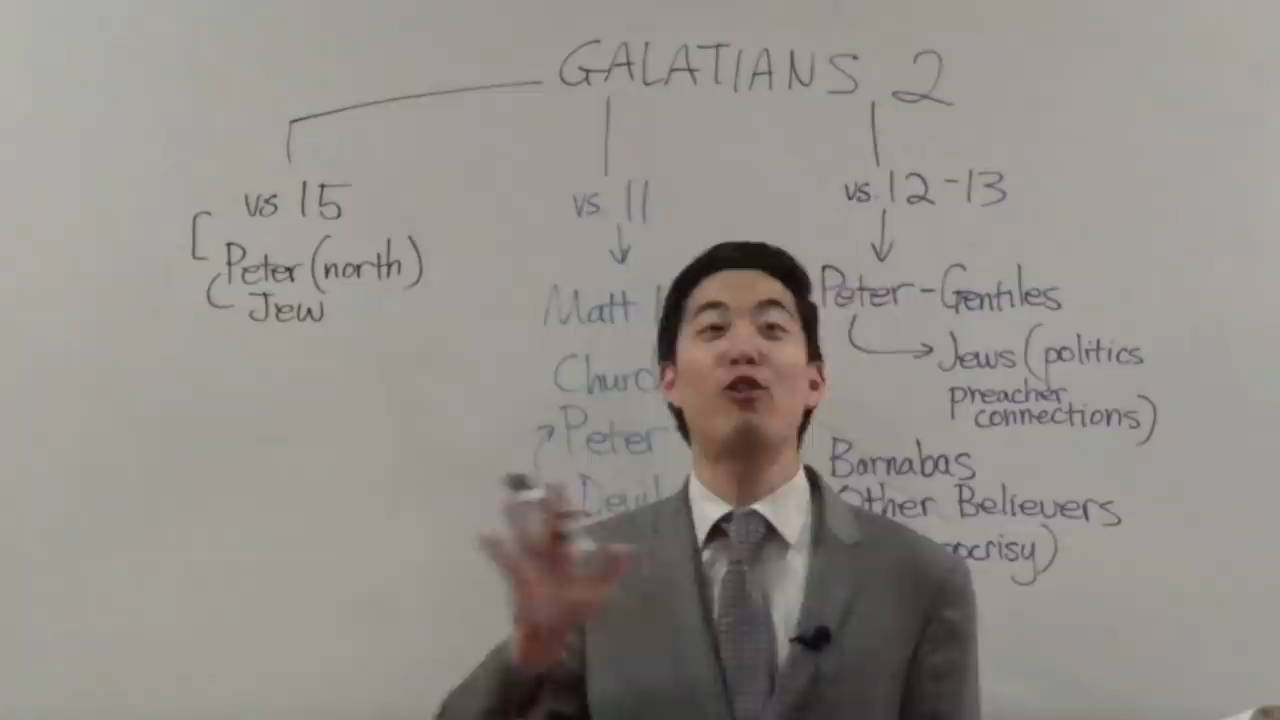 GALATIANS 2
vs 15
Peter (north)
Jew
vs. 11
Matt
Peter
vs. 12-13
Peter - Gentiles
Jews (politics
preacher
connections)
Barnabas
Other Believers